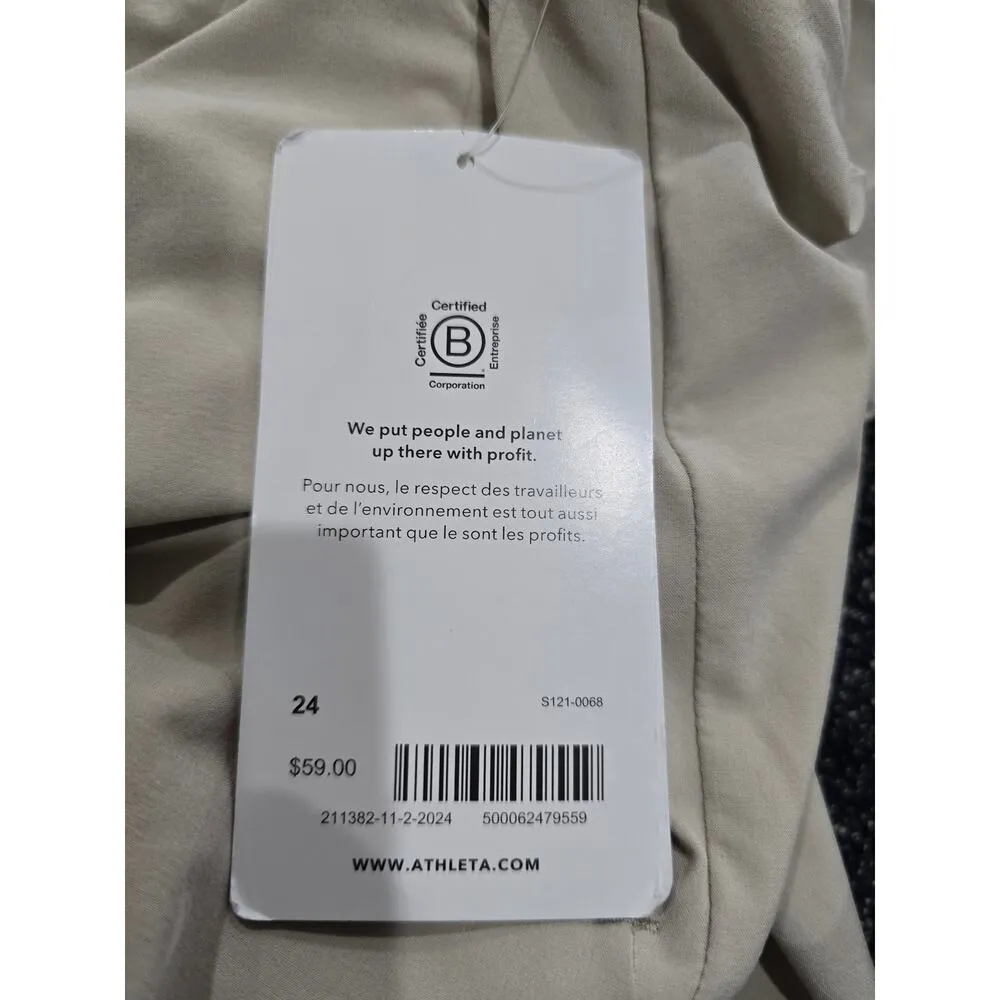 Certified
Certifiée
B
Entreprise
Corporation
We put people and planet
up there with profit.
Pour nous, le respect des travailleurs
et de l'environnement est tout aussi
important que le sont les profits.
24
S121-0068
$59.00
211382-11-2-2024 500062479559
WWW.ATHLETA.COM